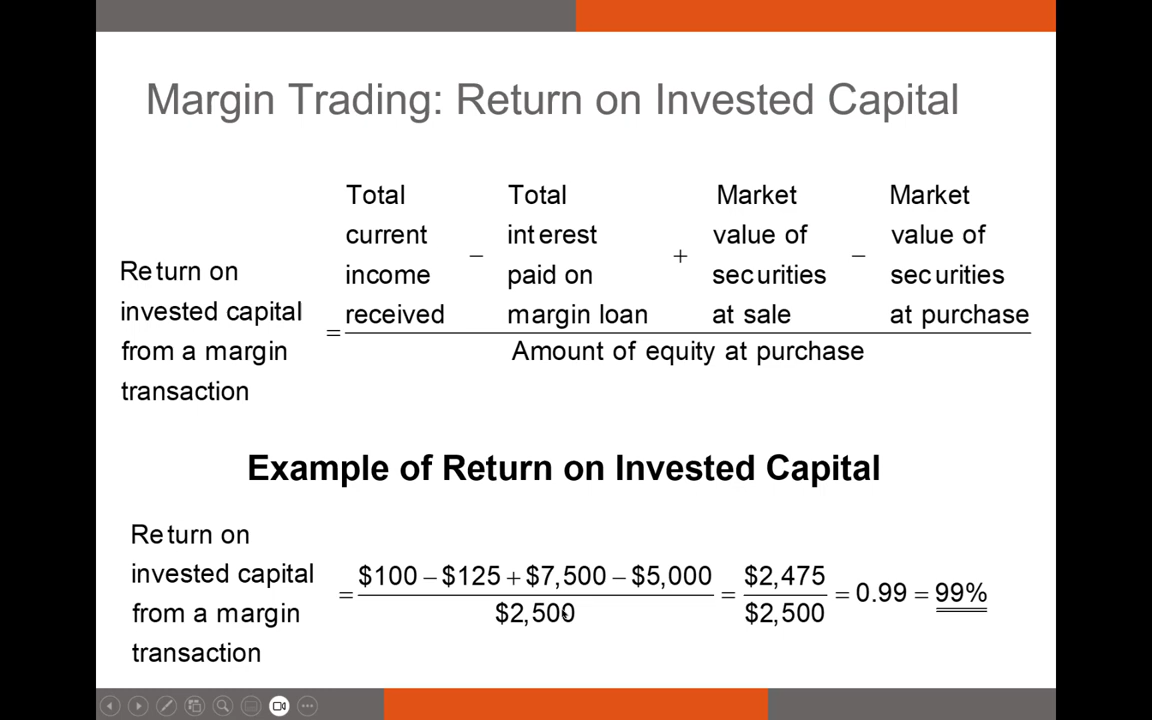 Margin Trading: Return on Invested Capital
Total Total Market Market
current interest value of value of
income − paid on + securities − securities
received margin loan at sale at purchase
Return on
invested capital
from a margin
transaction
=
Amount of equity at purchase
Example of Return on Invested Capital
Return on
invested capital
from a margin
transaction
= $100 − $125 + $7,500 − $5,000 = $2,475 = 0.99 = 99%
$2,500 $2,500